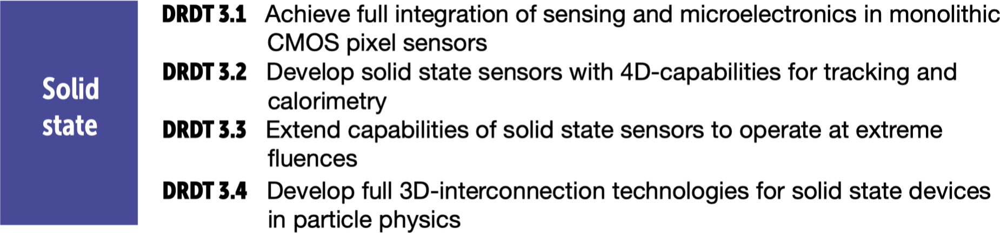 Solid
state
DRDT 3.1 Achieve full integration of sensing and microelectronics in monolithic
CMOS pixel sensors
DRDT 3.2 Develop solid state sensors with 4D-capabilities for tracking and
calorimetry
DRDT 3.3 Extend capabilities of solid state sensors to operate at extreme
fluences
DRDT 3.4 Develop full 3D-interconnection technologies for solid state devices
in particle physics